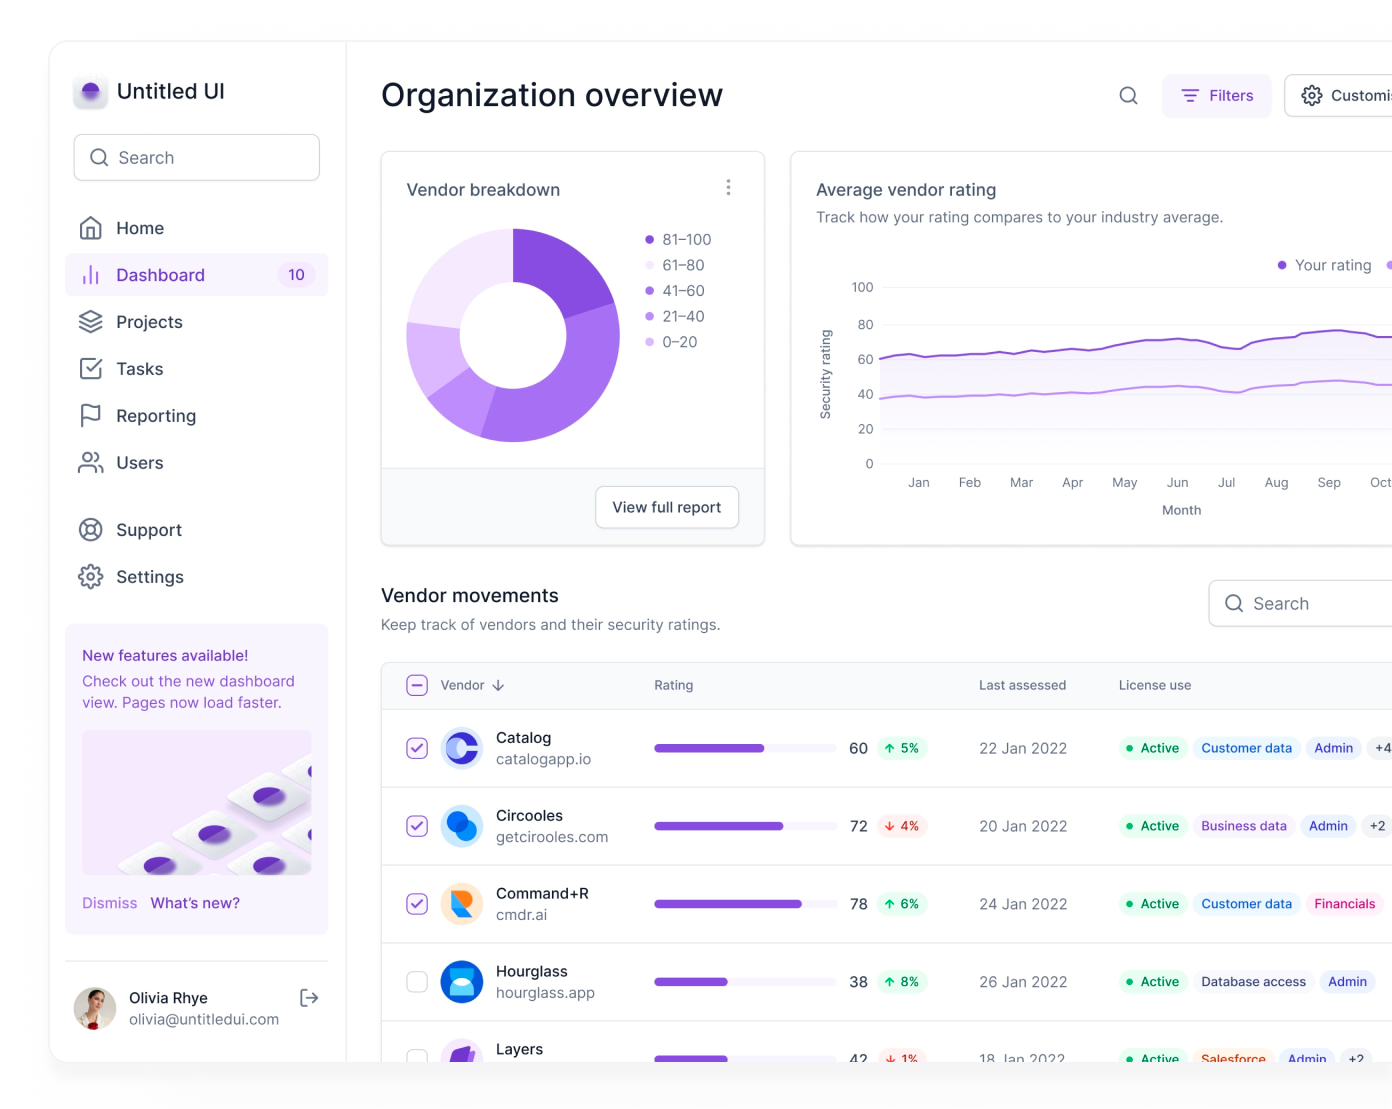 Untitled UI
Search
Home
Dashboard 10
Projects
Tasks
Reporting
Users
Support
Settings
New features available!
Check out the new dashboard
view. Pages now load faster.
Dismiss What's new?
Olivia Rhye
olivia@untitledui.com
Organization overview
Filters
Customis
Vendor breakdown
81–100
61–80
41–60
21–40
0–20
View full report
Average vendor rating
Track how your rating compares to your industry average.
Your rating
100
80
60
40
20
0
Security rating
Jan Feb Mar Apr May Jun Jul Aug Sep Oct
Month
Vendor movements
Keep track of vendors and their security ratings.
Search
Vendor Rating Last assessed License use
Catalog
catalogapp.io
60 5% 22 Jan 2022 Active Customer data Admin +4
Circooles
getcirooles.com
72 4% 20 Jan 2022 Active Business data Admin +2
Command+R
cmdr.ai
78 6% 24 Jan 2022 Active Customer data Financials
Hourglass
hourglass.app
38 8% 26 Jan 2022 Active Database access Admin
Layers
42 1% 18 Jan 2022 Active Salesforce Admin +2